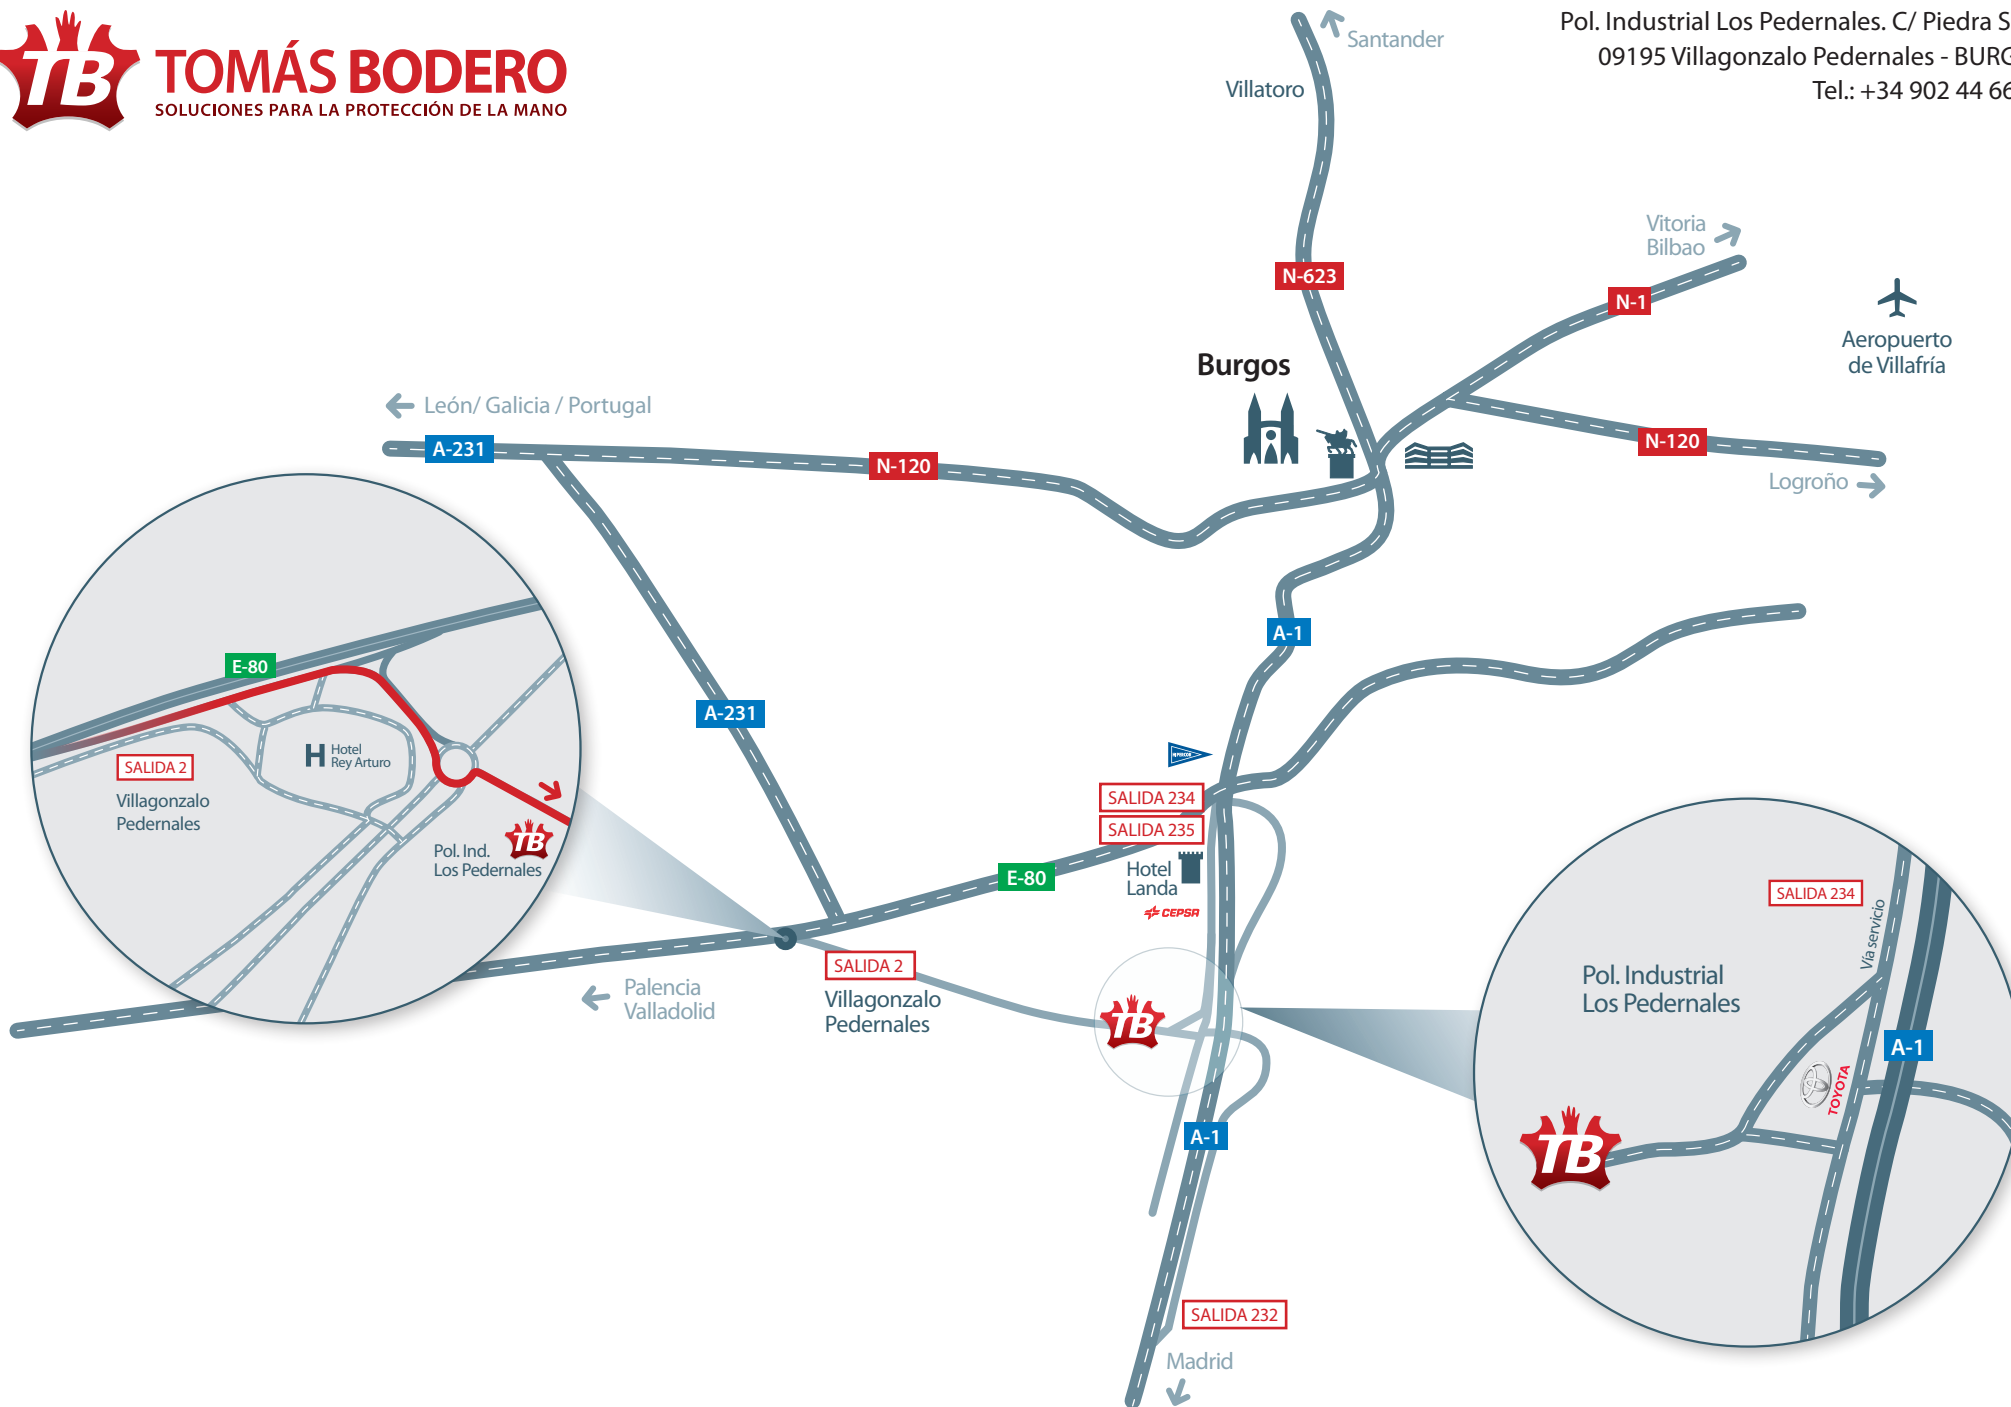 TB
TOMÁS BODERO
SOLUCIONES PARA LA PROTECCIÓN DE LA MANO
Pol. Industrial Los Pedernales. C/ Piedra
09195 Villagonzalo Pedernales -
Tel.: +34 902 44
Santander
Villatoro
Vitoria
Bilbao
N-623
N-1
Aeropuerto
de Villafría
Burgos
León/ Galicia / Portugal
A-231
N-120
N-120
Logroño
A-1
A-231
E-80
Hotel
Rey Arturo
SALIDA 2
Villagonzalo
Pedernales
TB
Pol. Ind.
Los Pedernales
SALIDA 234
SALIDA 235
Hotel
Landa
E-80
CEPSA
SALIDA 2
Villagonzalo
Pedernales
Palencia
Valladolid
TB
A-1
SALIDA 232
Madrid
SALIDA 234
Vía servicio
Pol. Industrial
Los Pedernales
A-1
TOYOTA
TB